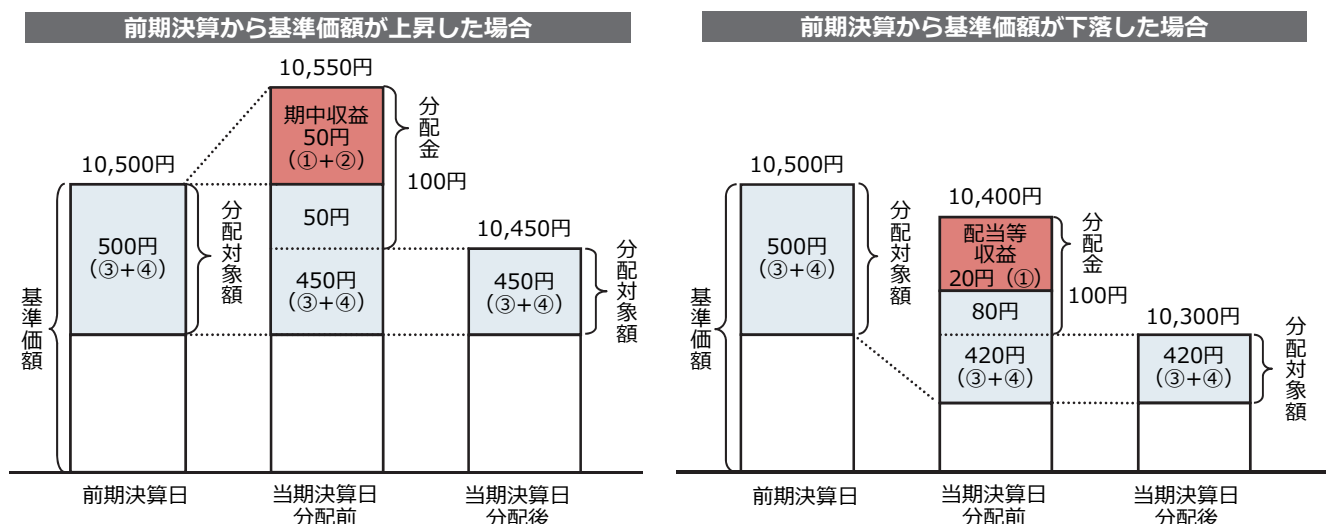 前期決算から基準価額が上昇した場合
10,550円
期中収益
50円
（①+②）
分配金
100円
10,500円
500円
（③+④）
分配対象額
50円
450円
（③+④）
10,450円
450円
（③+④）
分配対象額
基準価額
前期決算日
当期決算日
分配前
当期決算日
分配後
前期決算から基準価額が下落した場合
10,500円
500円
（③+④）
分配対象額
10,400円
配当等
収益
20円（①）
分配金
100円
80円
420円
（③+④）
10,300円
420円
（③+④）
分配対象額
基準価額
前期決算日
当期決算日
分配前
当期決算日
分配後